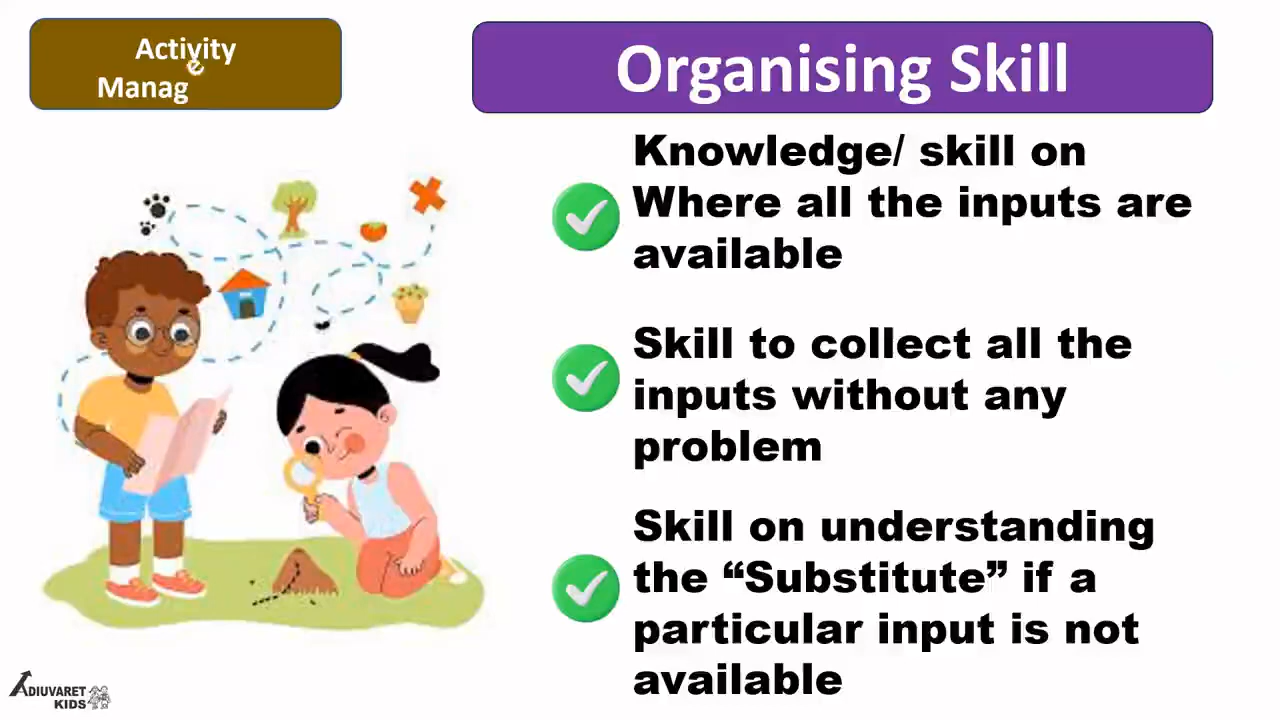 Activity
Manage
Organising Skill
Knowledge/ skill on
Where all the inputs are
available
Skill to collect all the
inputs without any
problem
Skill on understanding
the “Substitute” if a
particular input is not
available
ADIUVARET
KIDS